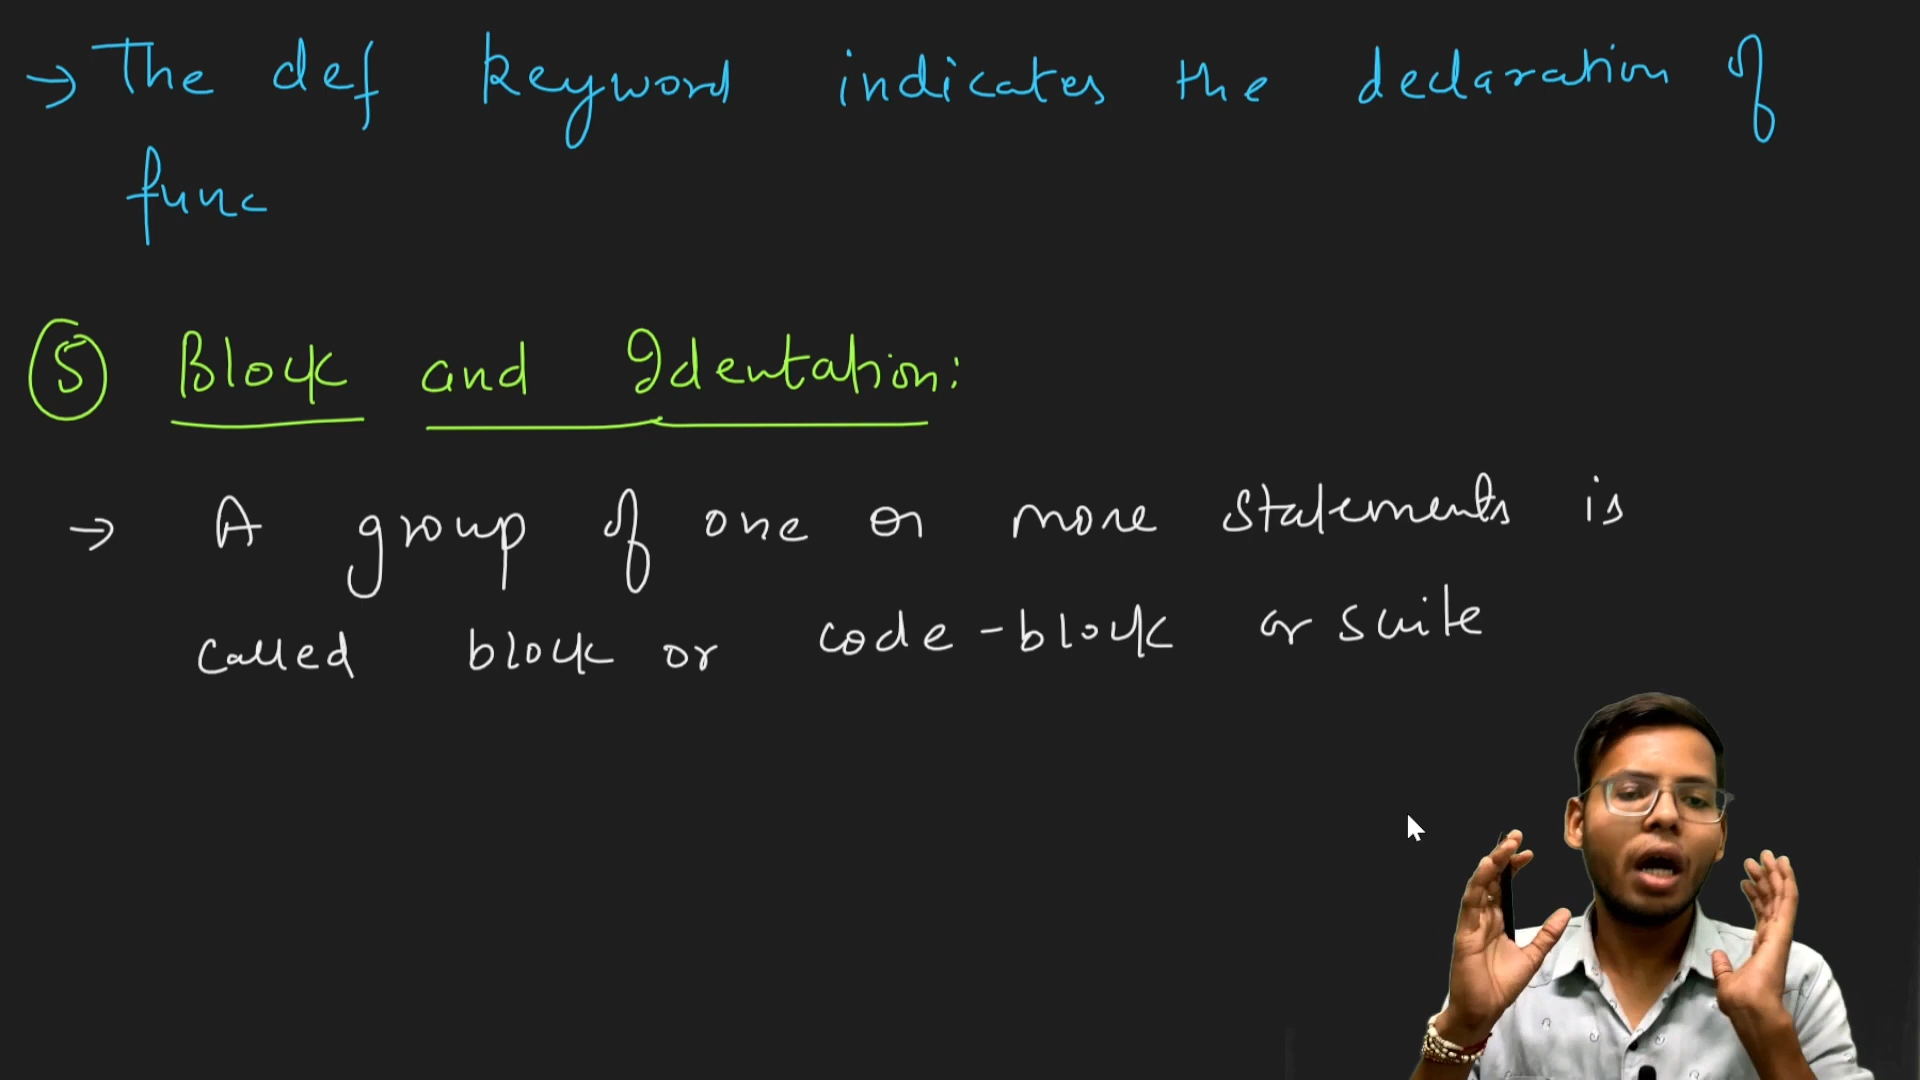 → The def keyword indicates the declaration of
func
5 Block and Identation:
→ A group of one or more statements is
called block or code-block or suite